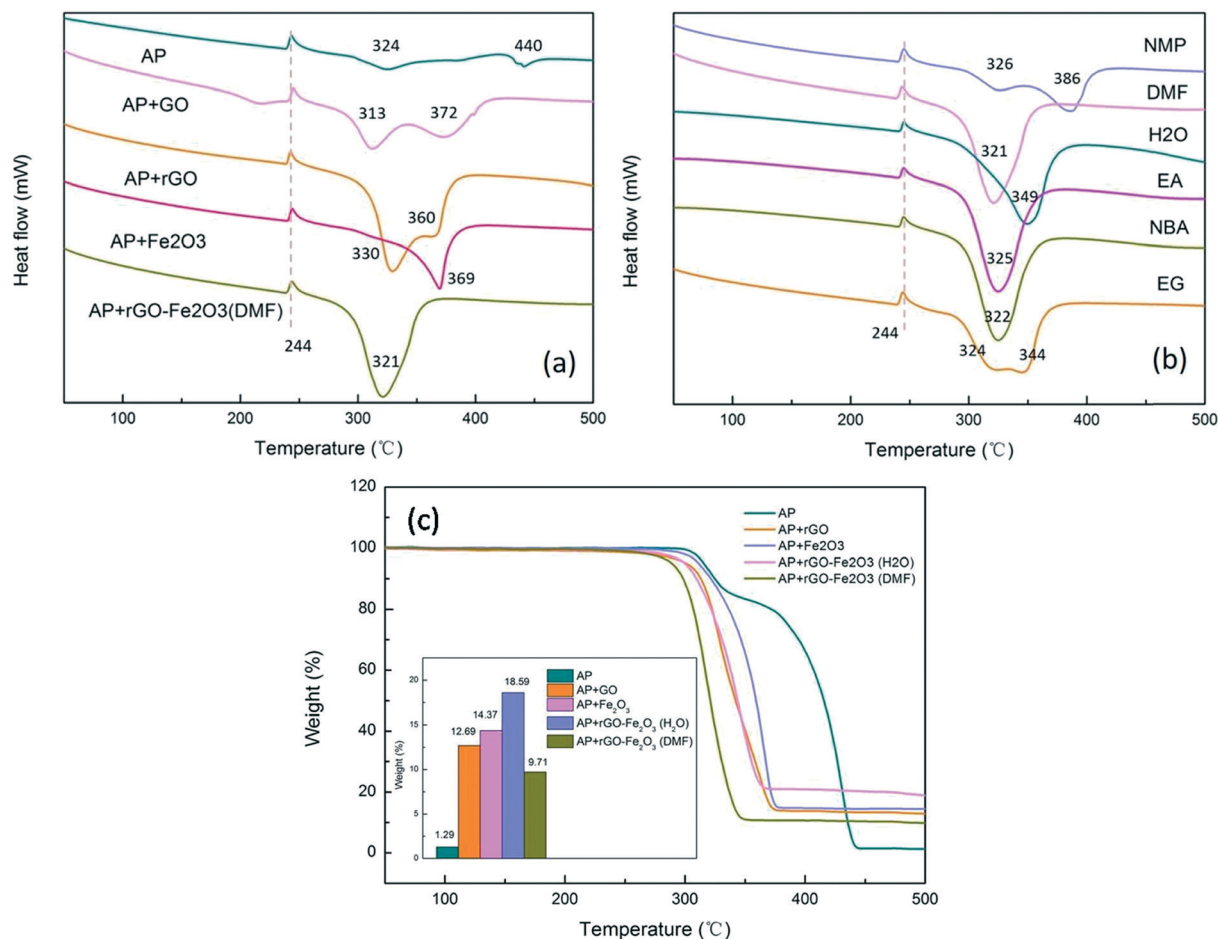 Heat flow (mW)
AP
AP+GO
AP+rGO
AP+Fe2O3
AP+rGO-Fe2O3(DMF)
324
440
313
372
360
330
369
244
321
(a)
100
200
300
400
500
Temperature (℃)
Heat flow (mW)
NMP
326
386
DMF
H2O
321
EA
349
NBA
325
EG
322
244
324
344
(b)
100
200
300
400
500
Temperature (℃)
(c)
Weight (%)
120
100
80
60
40
20
0
AP
AP+rGO
AP+Fe2O3
AP+rGO-Fe2O3 (H2O)
AP+rGO-Fe2O3 (DMF)
Weight (%)
20
15
10
5
0
1.29
12.69
14.37
18.59
9.71
AP
AP+GO
AP+Fe2O3
AP+rGO-Fe2O3 (H2O)
AP+rGO-Fe2O3 (DMF)
100
200
300
400
500
Temperature (℃)